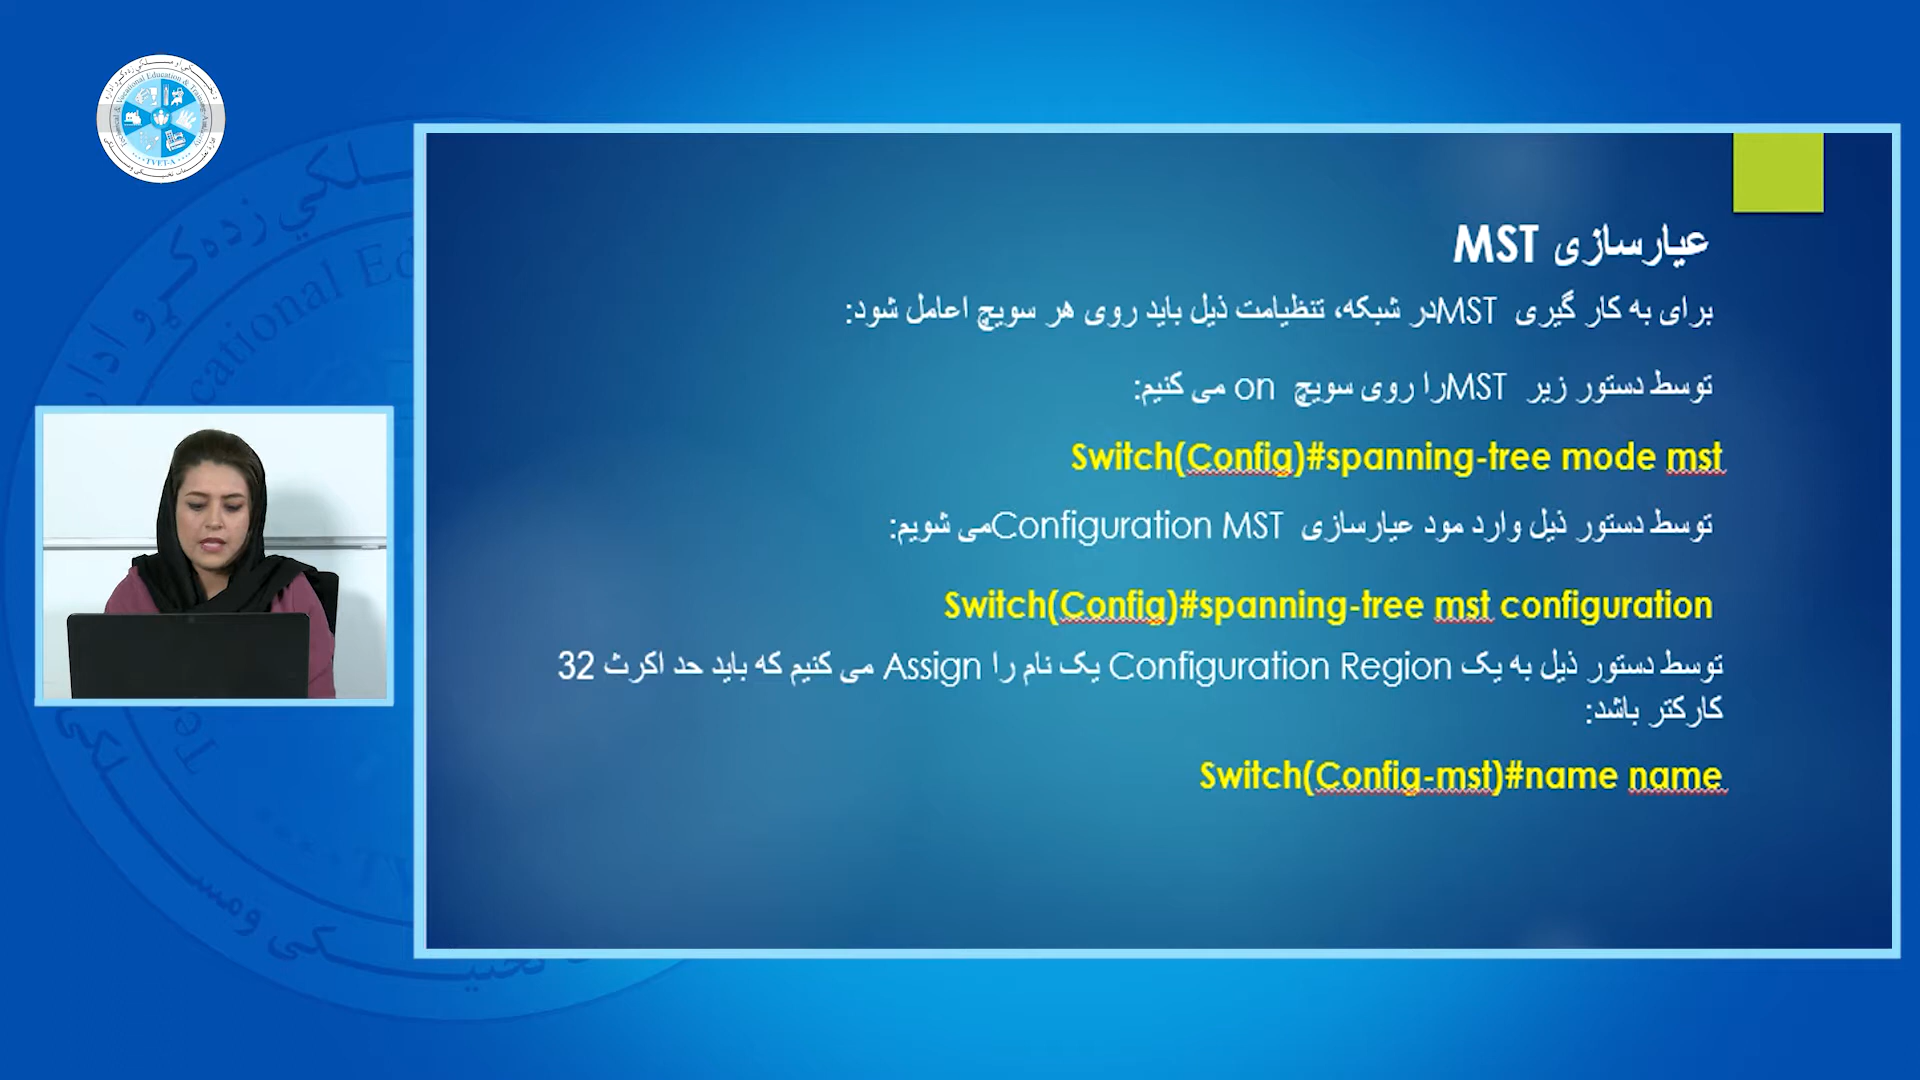 عیارسازی MST
برای به کار گیری MSTدر شبکه، تنظیامت ذیل باید روی هر سویچ اعامل شود:
توسط دستور زیر MSTرا روی سویچ on می کنیم:
Switch(Config)#spanning-tree mode mst
توسط دستور ذیل وارد مود عیارسازی Configuration MSTمی شویم:
Switch(Config)#spanning-tree mst configuration
توسط دستور ذیل به یک Configuration Region یک نام را Assign می کنیم که باید حد اکرث 32
کارکتر باشد:
Switch(Config-mst)#name name
TVET-A